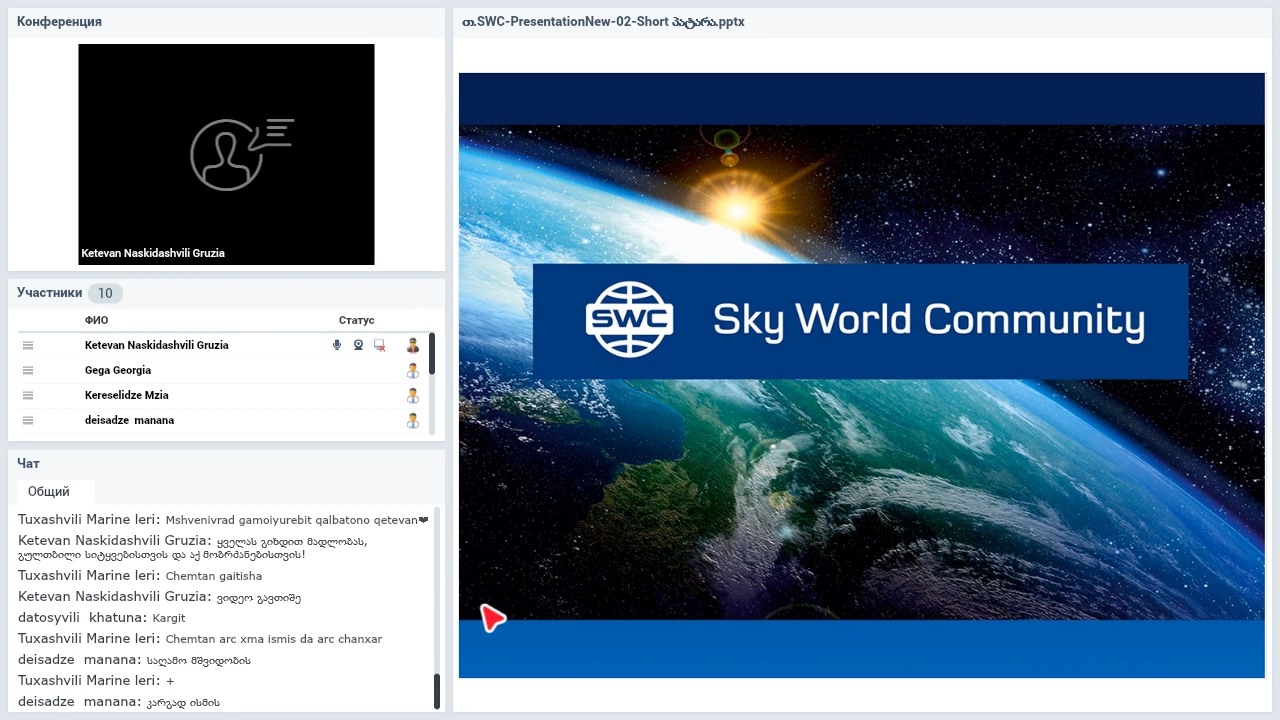 Конференция
Ketevan Naskidashvili Gruzia
Участники 10
ФИО Статус
Ketevan Naskidashvili Gruzia
Gega Georgia
Kereselidze Mzia
deisadze manana
Чат
Общий
Tuxashvili Marine leri: Mshvenivrad gamoiyurebit qalbatono qetevan❤
Ketevan Naskidashvili Gruzia: ყველას გიხდით მადლობას,
გულთბილი სიტყვებისთვის და აქ მობრძანებისთვის!
Tuxashvili Marine leri: Chemtan gaitisha
Ketevan Naskidashvili Gruzia: ვიდეო გავთიშე
datosyvili khatuna: Kargit
Tuxashvili Marine leri: Chemtan arc xma ismis da arc chanxar
deisadze manana: საღამო მშვიდობის
Tuxashvili Marine leri: +
deisadze manana: კარგად ისმის
თ.SWC-PresentationNew-02-Short პატარა.pptx
SWC Sky World Community